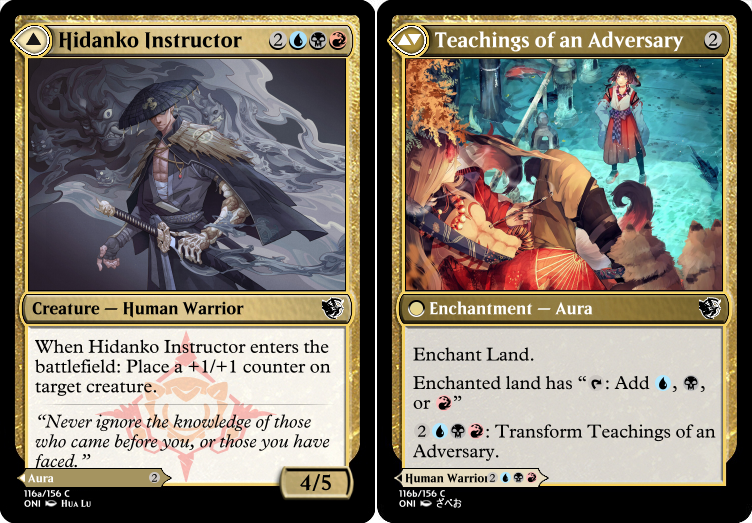 Hidanko Instructor 2
Creature — Human Warrior
When Hidanko Instructor enters the
battlefield: Place a +1/+1 counter on
target creature.
“Never ignore the knowledge of those
who came before you, or those you have
faced.”
Aura 2
4/5
116a/156 C
ONI Hua Lu
Teachings of an Adversary 2
Enchantment — Aura
Enchant Land.
Enchanted land has “ : Add , ,
or ”
2 : Transform Teachings of an
Adversary.
Human Warrior 2
116b/156 C
ONI ざべお